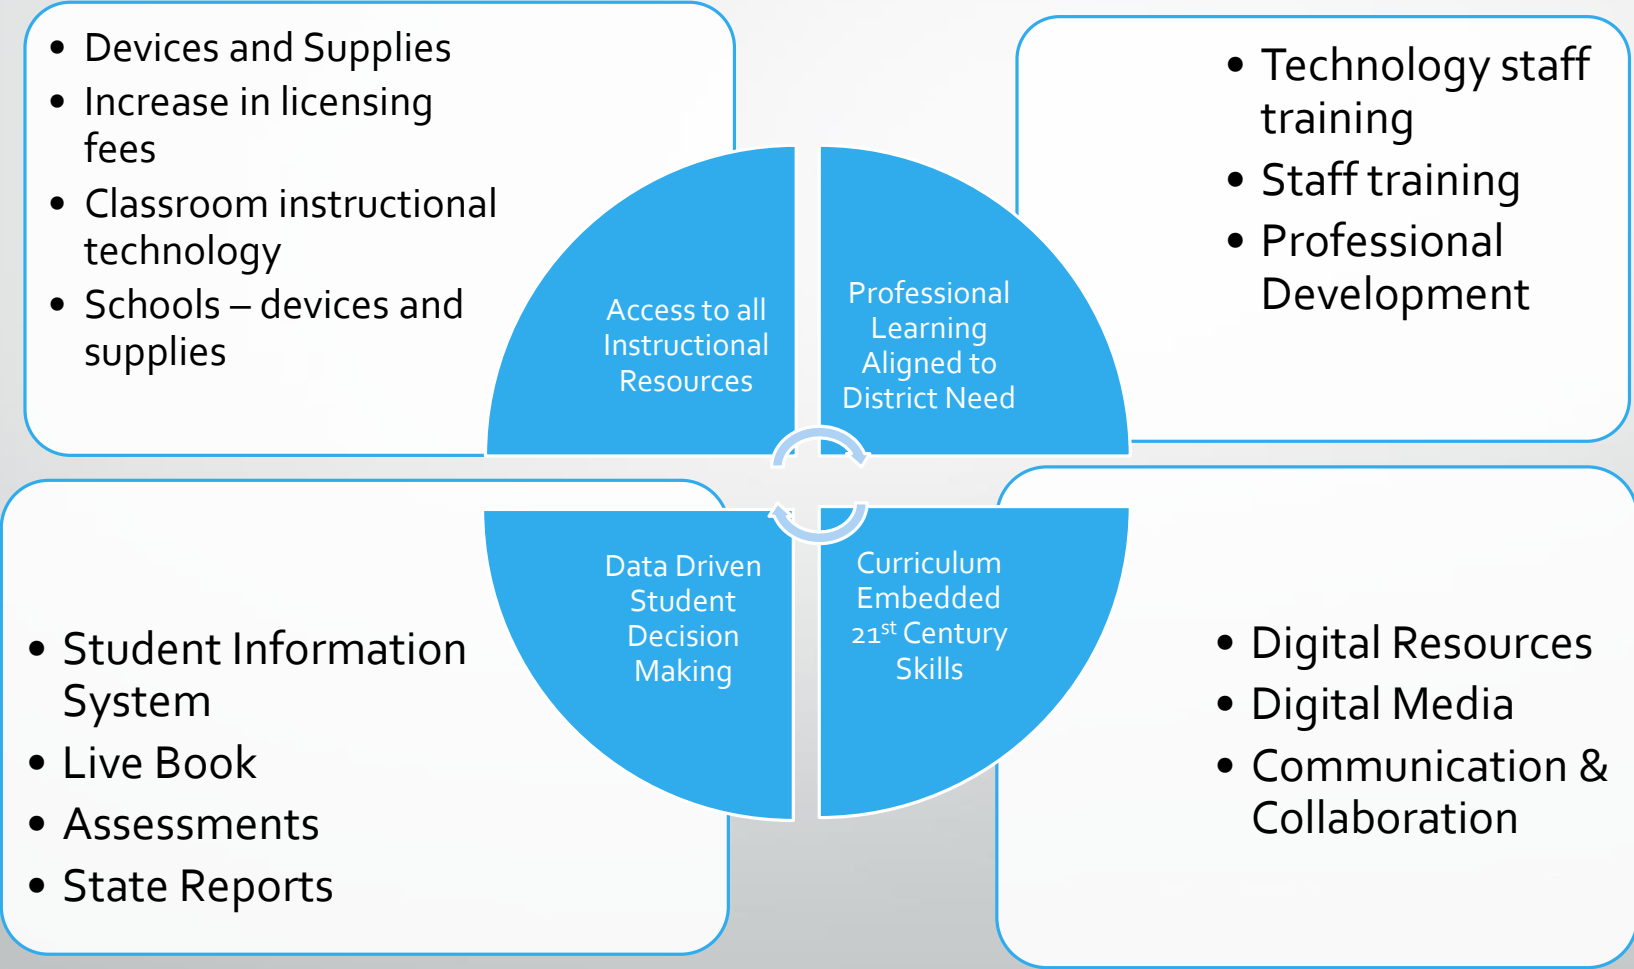 • Devices and Supplies
• Increase in licensing
fees
• Classroom instructional
technology
• Schools – devices and
supplies
• Technology staff
training
• Staff training
• Professional
Development
Access to all
Instructional
Resources
Professional
Learning
Aligned to
District Need
Data Driven
Student
Decision
Making
Curriculum
Embedded
21st Century
Skills
• Student Information
System
• Live Book
• Assessments
• State Reports
• Digital Resources
• Digital Media
• Communication &
Collaboration